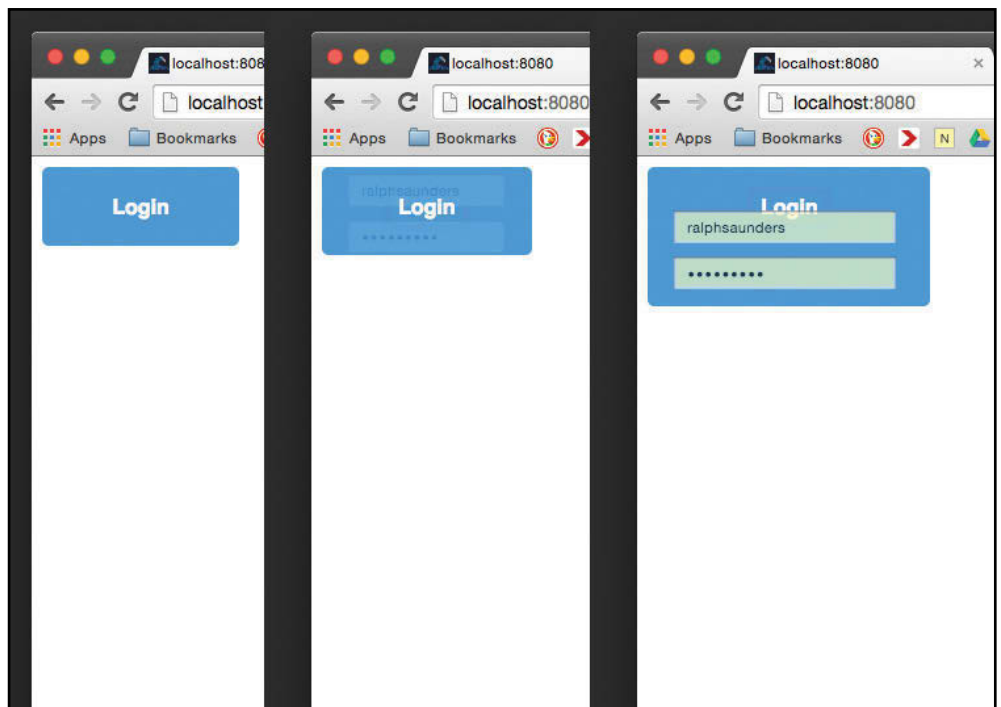 localhost:808
localhost
Apps Bookmarks
Login
localhost:8080
localhost:8080
Apps Bookmarks
ralphsaunders
Login
•••••••••
localhost:8080 ×
localhost:8080
Apps Bookmarks N
Login
ralphsaunders
•••••••••